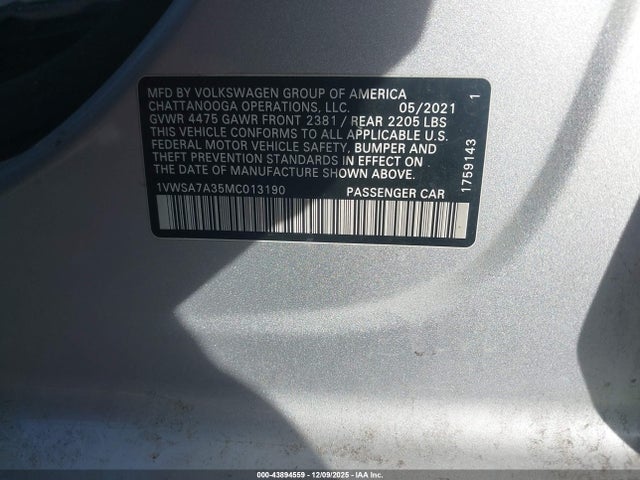 MFD BY VOLKSWAGEN GROUP OF AMERICA
CHATTANOOGA OPERATIONS, LLC. 05/2021
GVWR 4475 GAWR FRONT 2381 / REAR 2205 LBS
THIS VEHICLE CONFORMS TO ALL APPLICABLE U.S.
FEDERAL MOTOR VEHICLE SAFETY, BUMPER AND
THEFT PREVENTION STANDARDS IN EFFECT ON
THE DATE OF MANUFACTURE SHOWN ABOVE.
1VWSA7A35MC013190 PASSENGER CAR
1759143 1
000-43894559 - 12/09/2025 - IAA Inc.